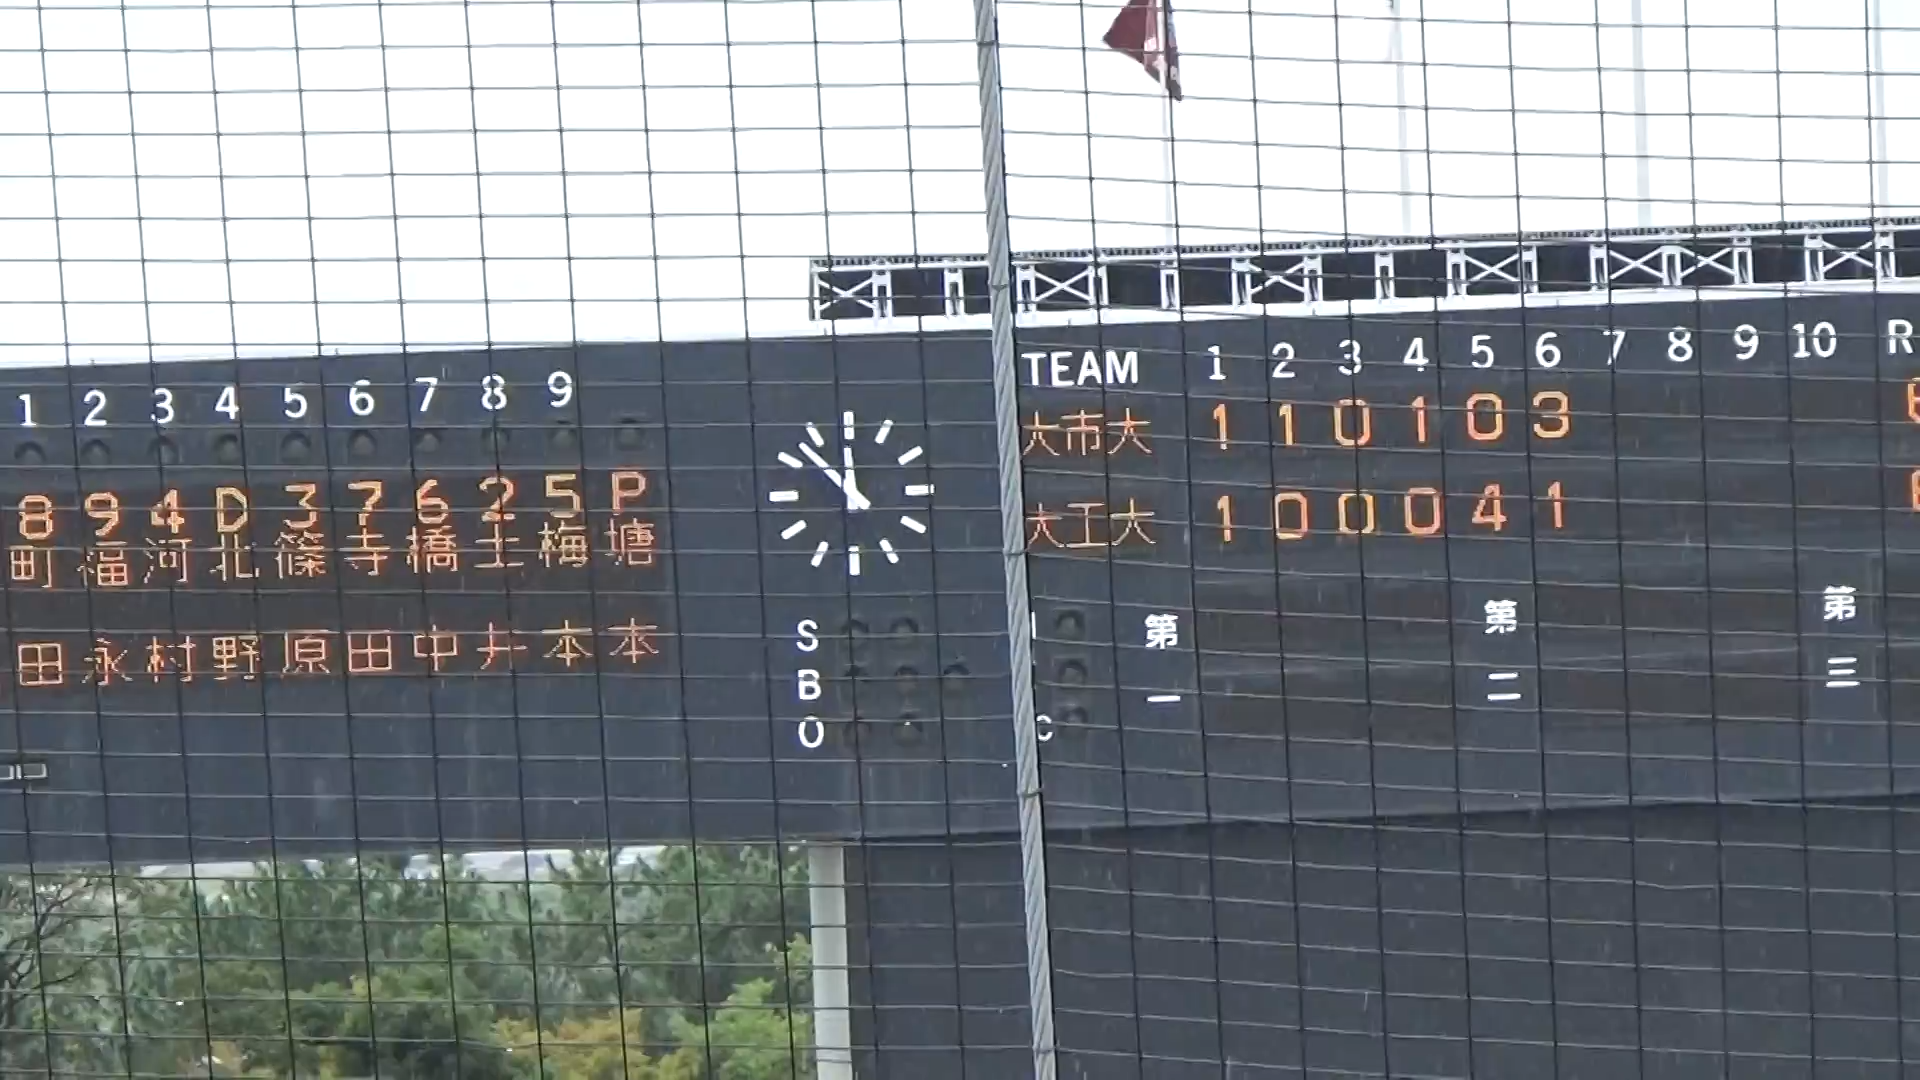 1 2 3 4 5 6 7 8 9
8 9 4 D 3 7 6 2 5 P
町 福 河 北 篠 寺 橋 土 梅 塘
田 永 村 野 原 田 中 井 本 本
S
B
O
TEAM 1 2 3 4 5 6 7 8 9 10 R
大市大 1 1 0 1 0 3
大工大 1 0 0 0 4 1
第一 第二 第三